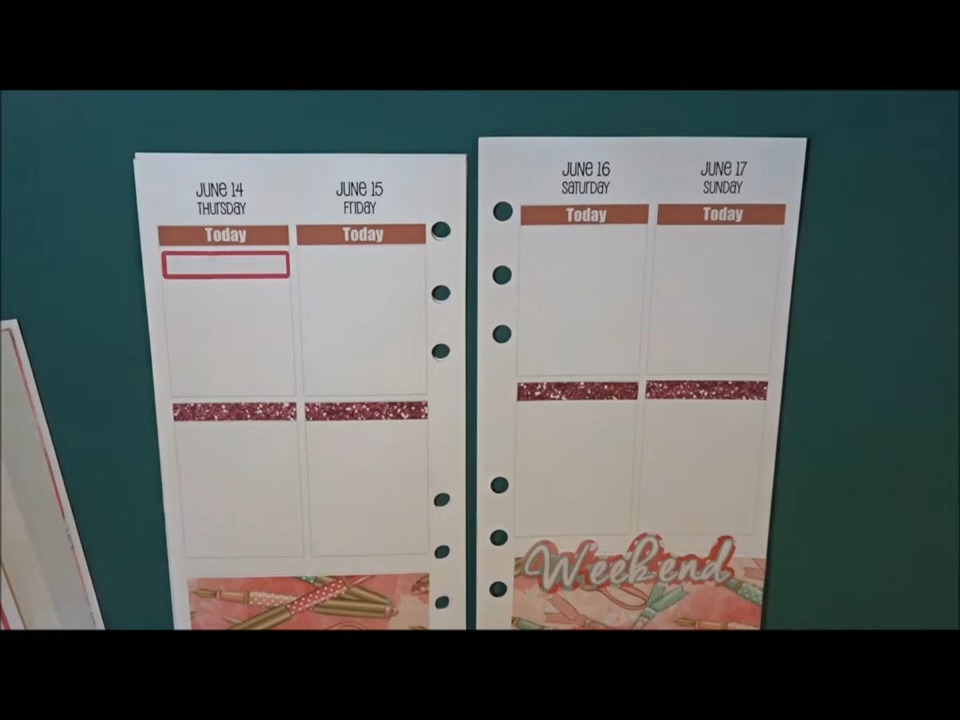 JUNE 14
THURSDAY
Today
JUNE 15
FRIDAY
Today
JUNE 16
SATURDAY
Today
JUNE 17
SUNDAY
Today
Weekend